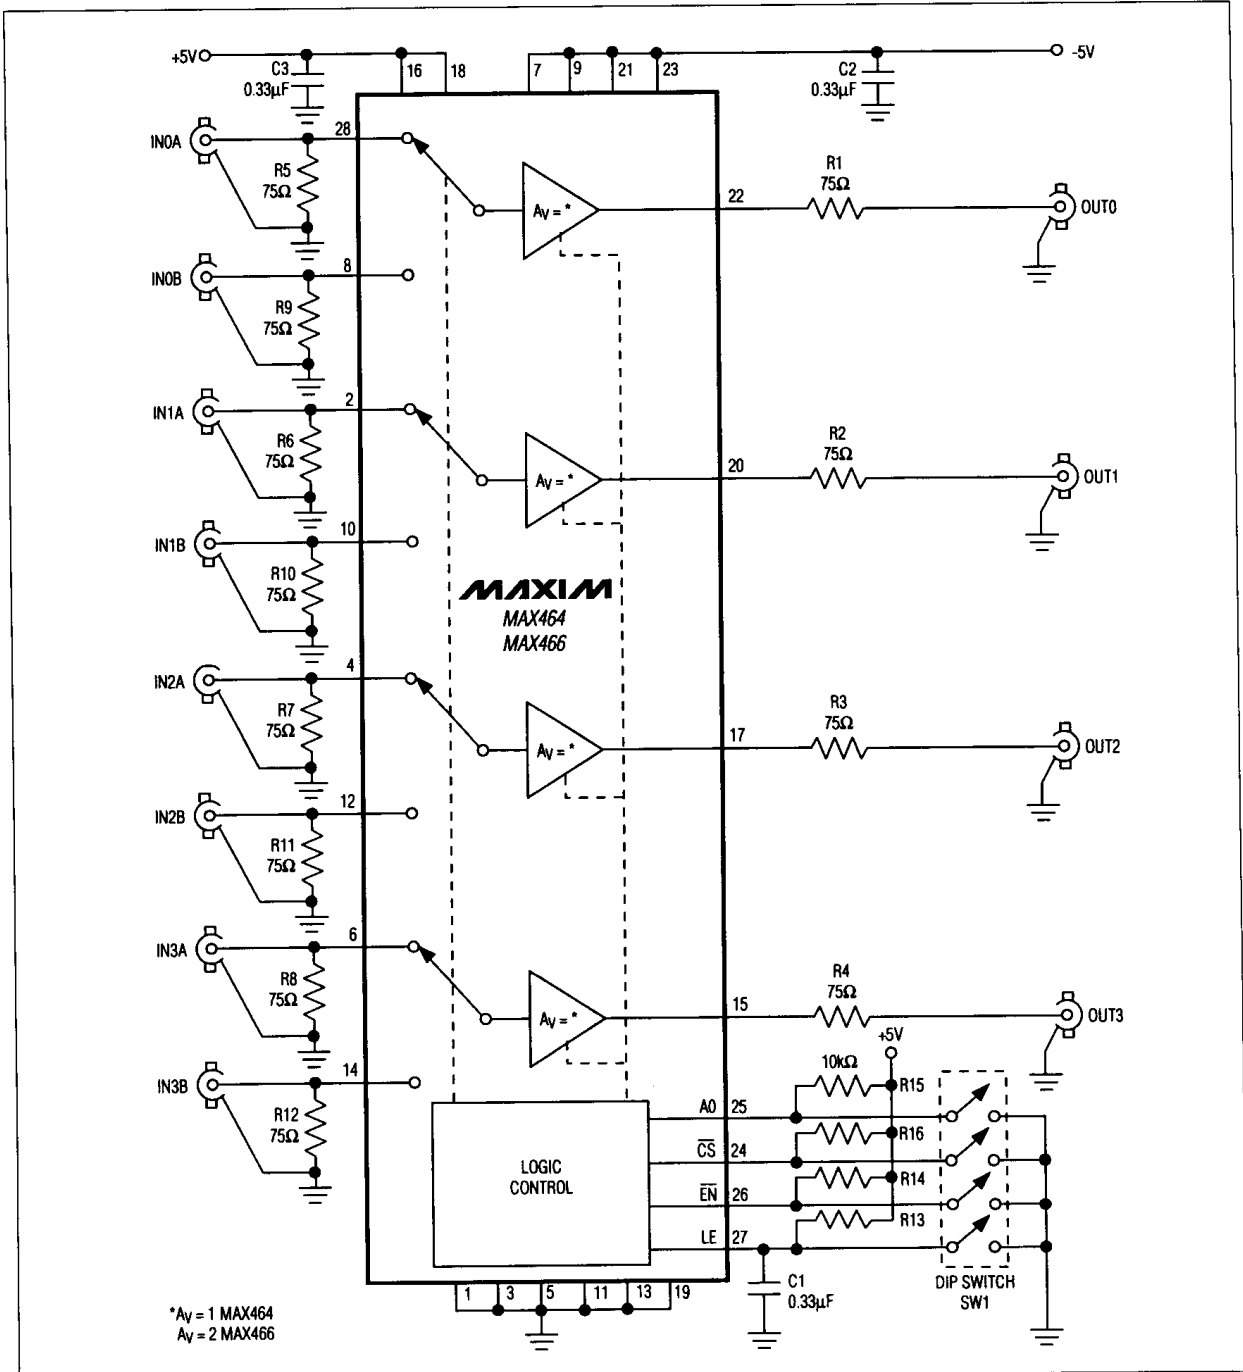 +5V
C3
0.33µF
16
18
7
9
21
23
C2
0.33µF
-5V
IN0A
28
R5
75Ω
AV = *
22
R1
75Ω
OUT0
IN0B
8
R9
75Ω
IN1A
2
R6
75Ω
AV = *
20
R2
75Ω
OUT1
IN1B
10
R10
75Ω
MAXIM
MAX464
MAX466
IN2A
4
R7
75Ω
AV = *
17
R3
75Ω
OUT2
IN2B
12
R11
75Ω
IN3A
6
R8
75Ω
AV = *
15
R4
75Ω
OUT3
IN3B
14
R12
75Ω
+5V
10kΩ
R15
A0
25
R16
CS
24
R14
EN
26
R13
LE
27
LOGIC
CONTROL
C1
0.33µF
DIP SWITCH
SW1
1
3
5
11
13
19
*AV = 1 MAX464
AV = 2 MAX466